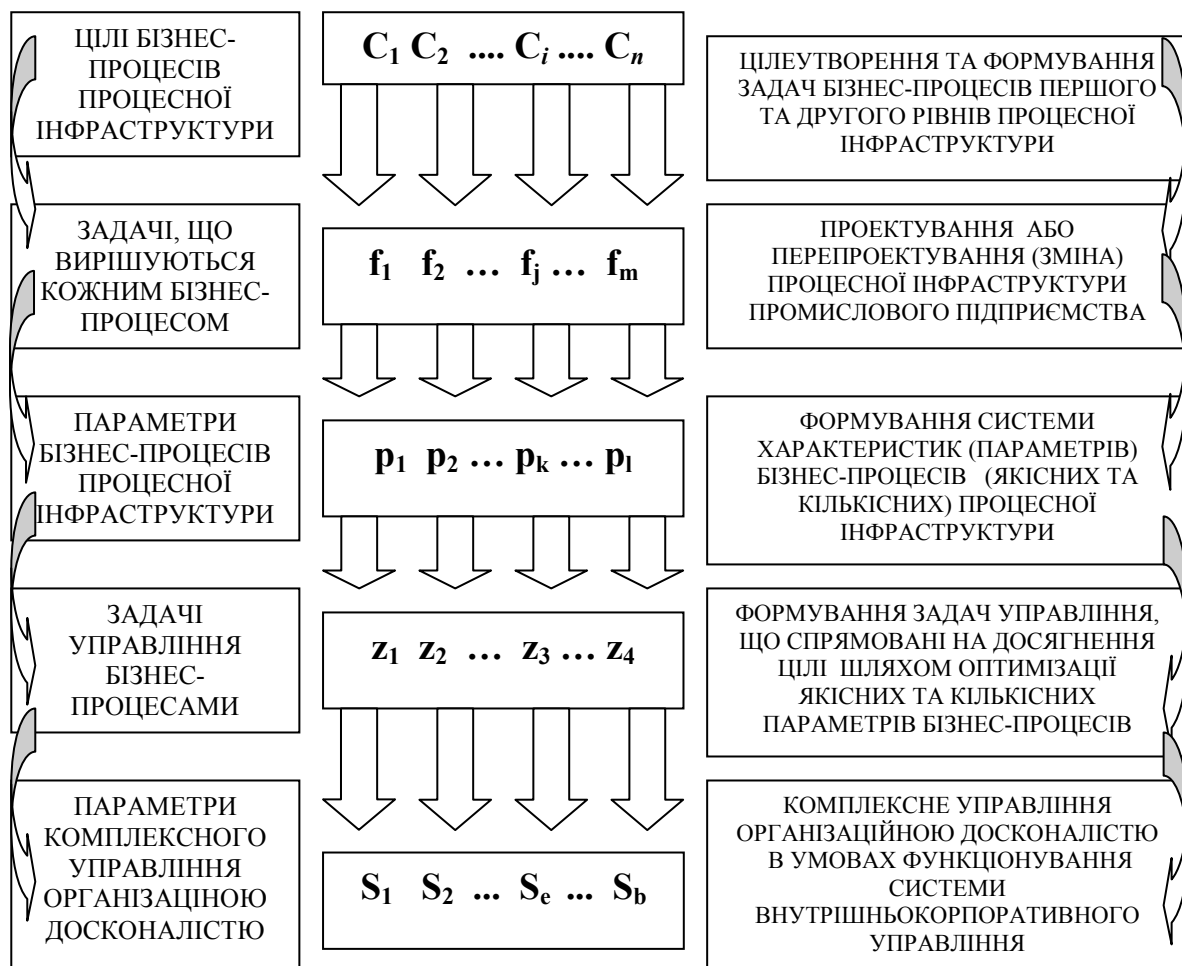 ЦІЛІ БІЗНЕС-
ПРОЦЕСІВ
ПРОЦЕСНОЇ
ІНФРАСТРУКТУРИ
C₁ C₂ .... Cᵢ .... Cₙ
ЦІЛЕУТВОРЕННЯ ТА ФОРМУВАННЯ
ЗАДАЧ БІЗНЕС-ПРОЦЕСІВ ПЕРШОГО
ТА ДРУГОГО РІВНІВ ПРОЦЕСНОЇ
ІНФРАСТРУКТУРИ
ЗАДАЧІ, ЩО
ВИРІШУЮТЬСЯ
КОЖНИМ БІЗНЕС-
ПРОЦЕСОМ
f₁ f₂ … fⱼ … fₘ
ПРОЕКТУВАННЯ АБО
ПЕРЕПРОЕКТУВАННЯ (ЗМІНА)
ПРОЦЕСНОЇ ІНФРАСТРУКТУРИ
ПРОМИСЛОВОГО ПІДПРИЄМСТВА
ПАРАМЕТРИ
БІЗНЕС-ПРОЦЕСІВ
ПРОЦЕСНОЇ
ІНФРАСТРУКТУРИ
p₁ p₂ … pₖ … pₗ
ФОРМУВАННЯ СИСТЕМИ
ХАРАКТЕРИСТИК (ПАРАМЕТРІВ)
БІЗНЕС-ПРОЦЕСІВ (ЯКІСНИХ ТА
КІЛЬКІСНИХ) ПРОЦЕСНОЇ
ІНФРАСТРУКТУРИ
ЗАДАЧІ
УПРАВЛІННЯ
БІЗНЕС-
ПРОЦЕСАМИ
z₁ z₂ … z₃ … z₄
ФОРМУВАННЯ ЗАДАЧ УПРАВЛІННЯ,
ЩО СПРЯМОВАНІ НА ДОСЯГНЕННЯ
ЦІЛІ ШЛЯХОМ ОПТИМІЗАЦІЇ
ЯКІСНИХ ТА КІЛЬКІСНИХ
ПАРАМЕТРІВ БІЗНЕС-ПРОЦЕСІВ
ПАРАМЕТРИ
КОМПЛЕКСНОГО
УПРАВЛІННЯ
ОРГАНІЗАЦІНОЮ
ДОСКОНАЛІСТЮ
S₁ S₂ ... Sₑ ... S_b
КОМПЛЕКСНЕ УПРАВЛІННЯ
ОРГАНІЗАЦІЙНОЮ ДОСКОНАЛІСТЮ
В УМОВАХ ФУНКЦІОНУВАННЯ
СИСТЕМИ
ВНУТРІШНЬОКОРПОРАТИВНОГО
УПРАВЛІННЯ